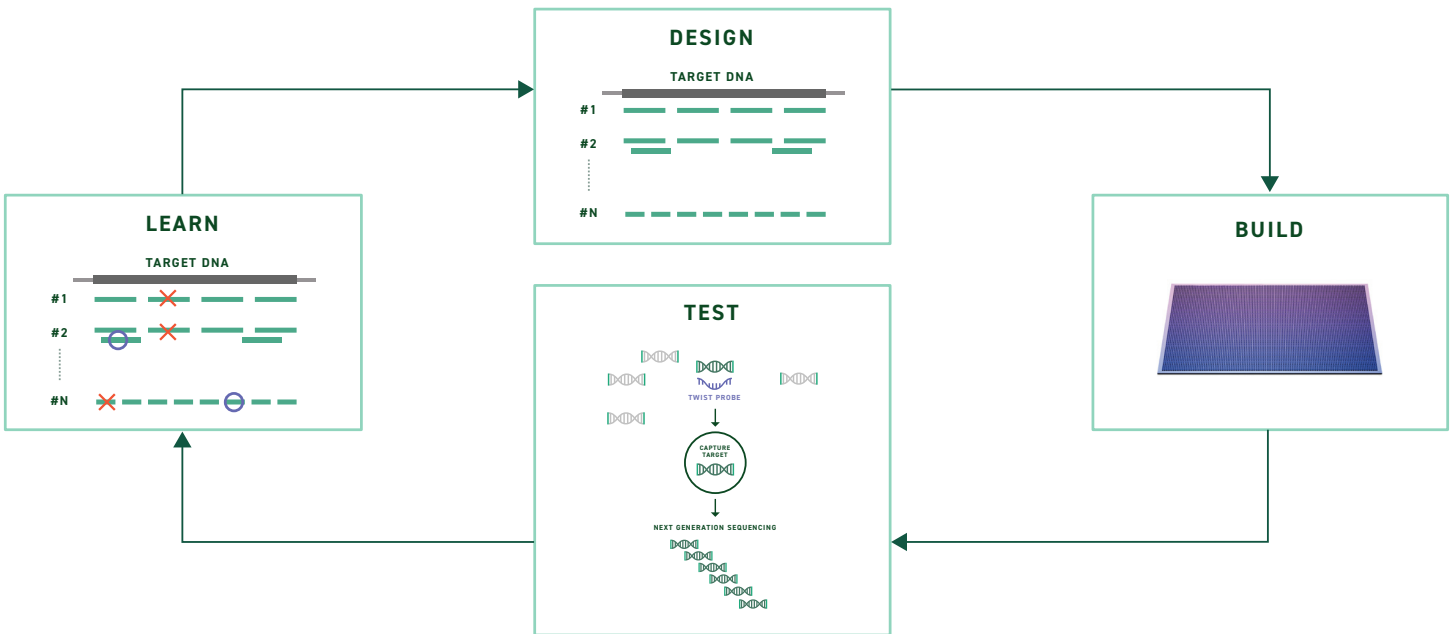 DESIGN
TARGET DNA
#1
#2
#N
LEARN
TARGET DNA
#1
#2
#N
BUILD
TEST
TWIST PROBE
CAPTURE
TARGET
NEXT GENERATION SEQUENCING